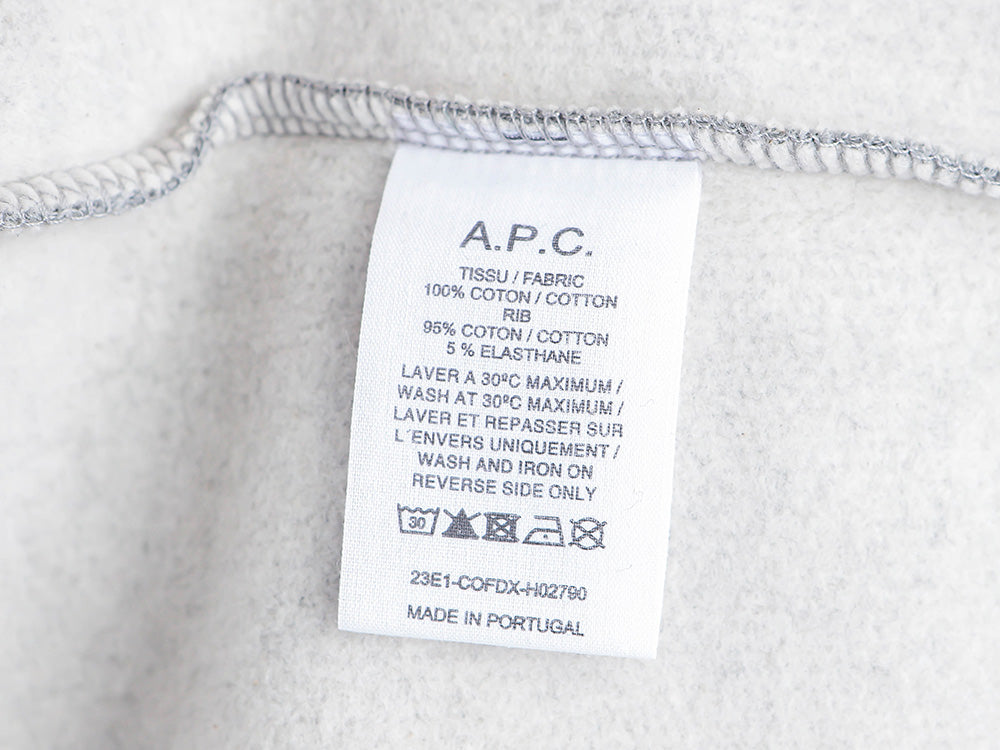 A.P.C.
TISSU / FABRIC
100% COTON / COTTON
RIB
95% COTON / COTTON
5 % ELASTHANE
LAVER A 30ºC MAXIMUM /
WASH AT 30ºC MAXIMUM /
LAVER ET REPASSER SUR
L´ENVERS UNIQUEMENT /
WASH AND IRON ON
REVERSE SIDE ONLY
30
23E1-COFDX-H02790
MADE IN PORTUGAL